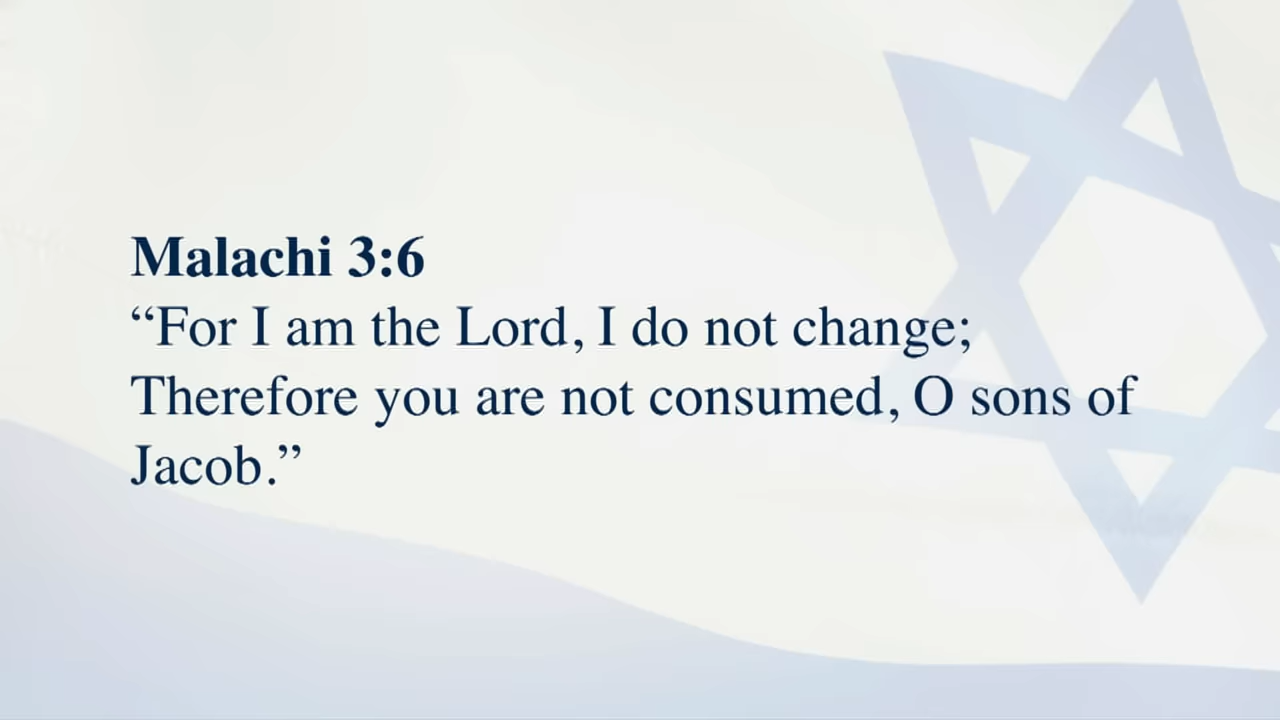 Malachi 3:6
“For I am the Lord, I do not change;
Therefore you are not consumed, O sons of
Jacob.”